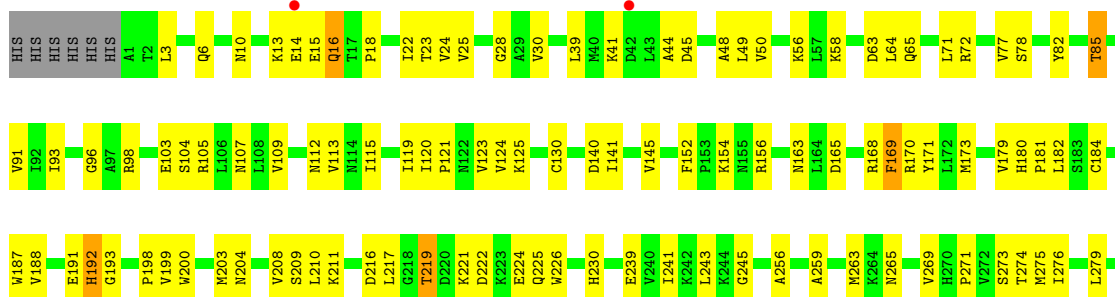 HIS HIS HIS HIS HIS HIS A1 T2 L3 Q6 N10 K13 E14 E15 Q16 T17 P18 I22 T23 V24 V25 G28 A29 V30 L39 M40 K41 D42 L43 A44 D45 A48 L49 V50 K56 L57 K58 D63 L64 Q65 L71 R72 V77 S78 Y82 T85
V91 I92 I93 G96 A97 R98 E103 S104 R105 L106 N107 L108 V109 N112 V113 N114 I115 I119 I120 P121 N122 V123 V124 K125 C130 D140 I141 V145 F152 P153 K154 N155 R156 N163 L164 D165 R168 F169 R170 Y171 L172 M173 V179 H180 P181 L182 S183 C184
W187 V188 E191 H192 G193 P198 V199 W200 M203 N204 V208 S209 L210 K211 D216 L217 G218 T219 D220 K221 D222 K223 E224 Q225 W226 H230 E239 V240 I241 K242 L243 K244 G245 A256 A259 M263 K264 N265 V269 H270 P271 V272 S273 T274 M275 I276 L279